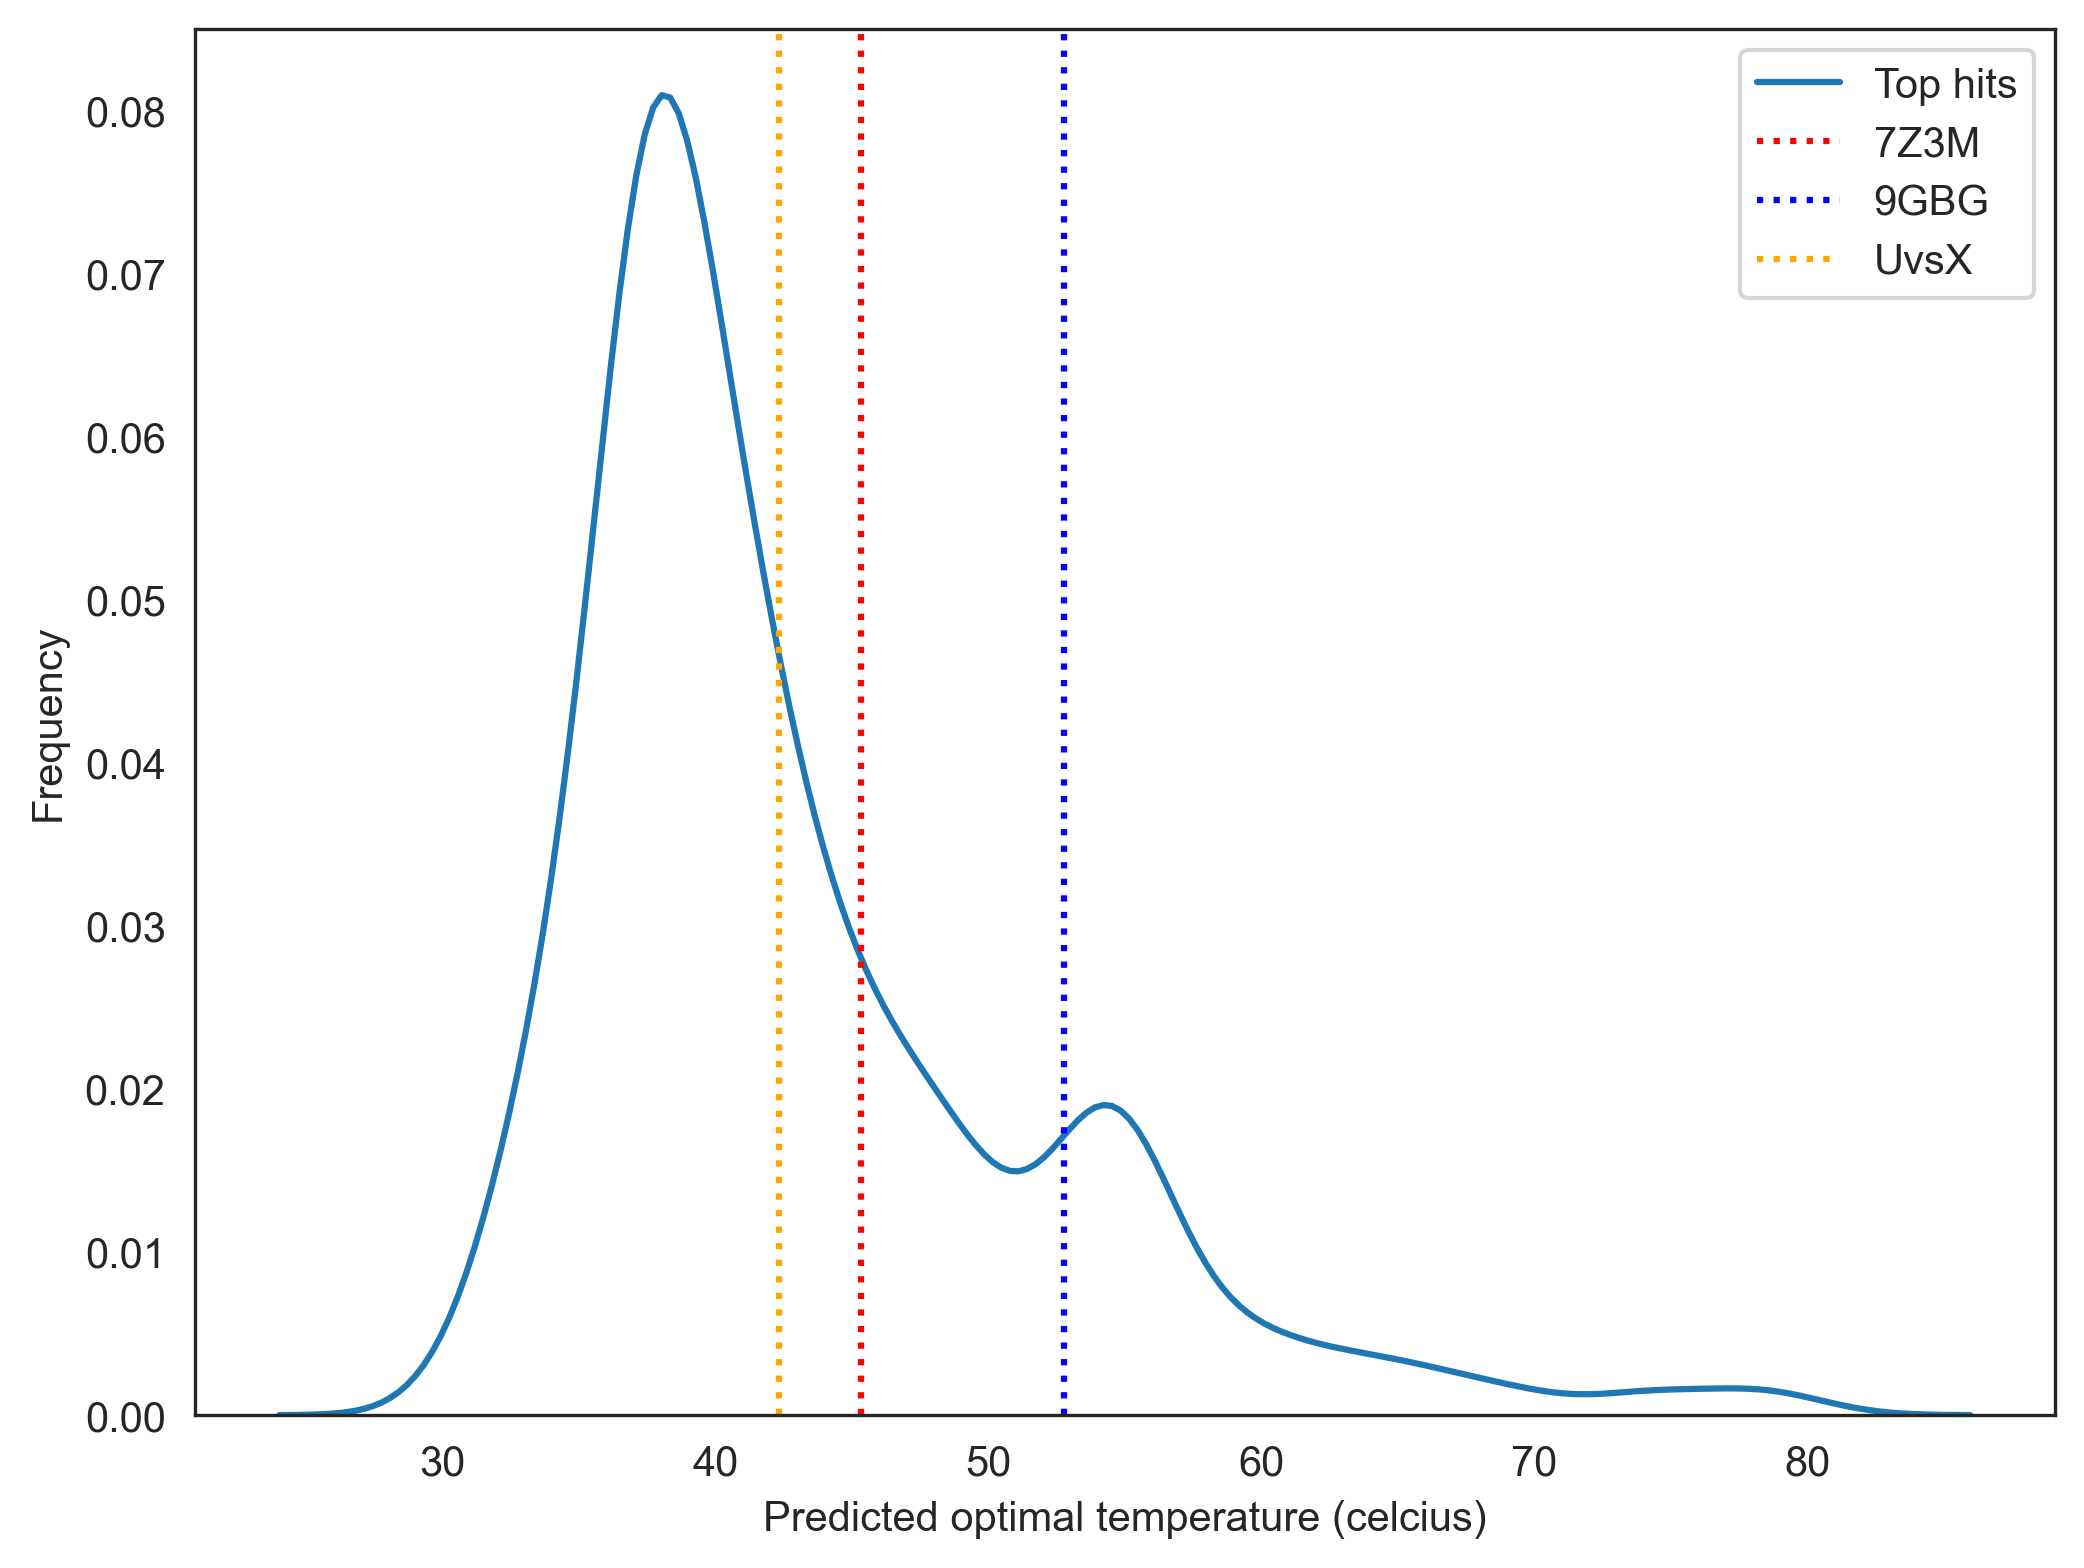 Top hits
7Z3M
9GBG
UvsX
0.08
0.07
0.06
0.05
0.04
0.03
0.02
0.01
0.00
Frequency
30 40 50 60 70 80
Predicted optimal temperature (celcius)